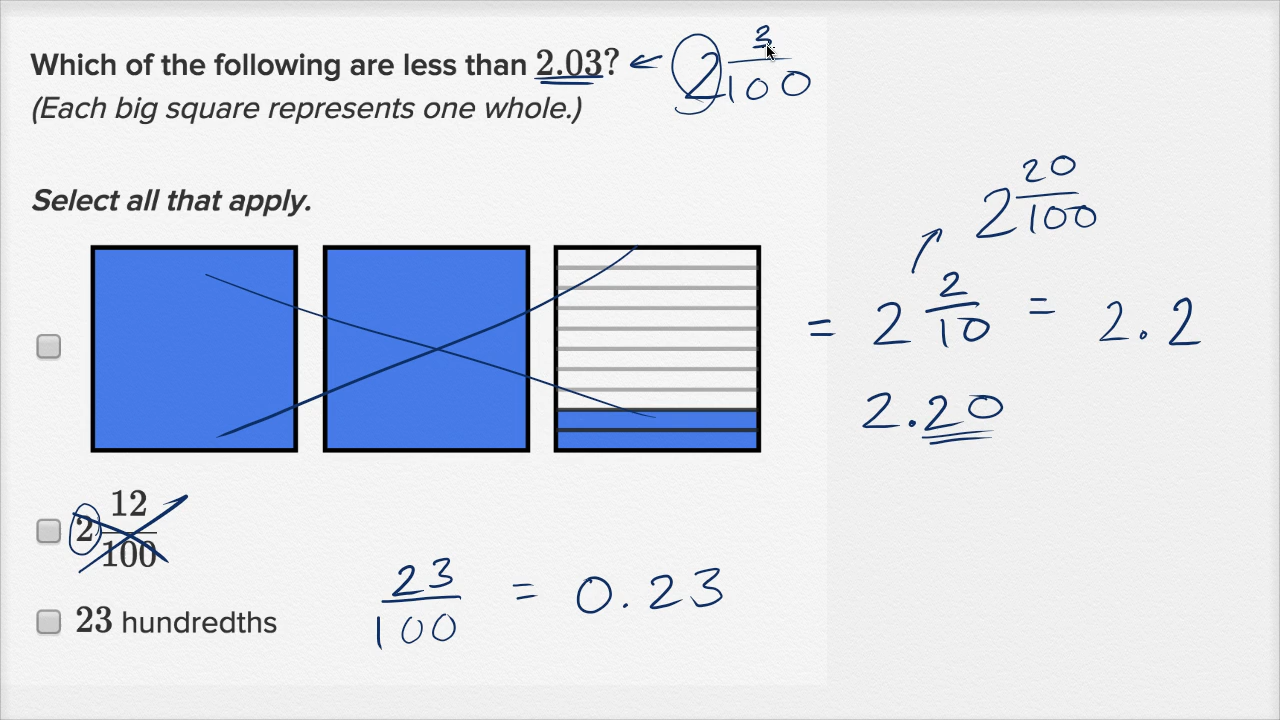 Which of the following are less than 2.03? ← 2 3/100
(Each big square represents one whole.)
Select all that apply.
2 20/100
= 2 2/10 = 2.2
2.20
2 12/100
23/100 = 0.23
23 hundredths